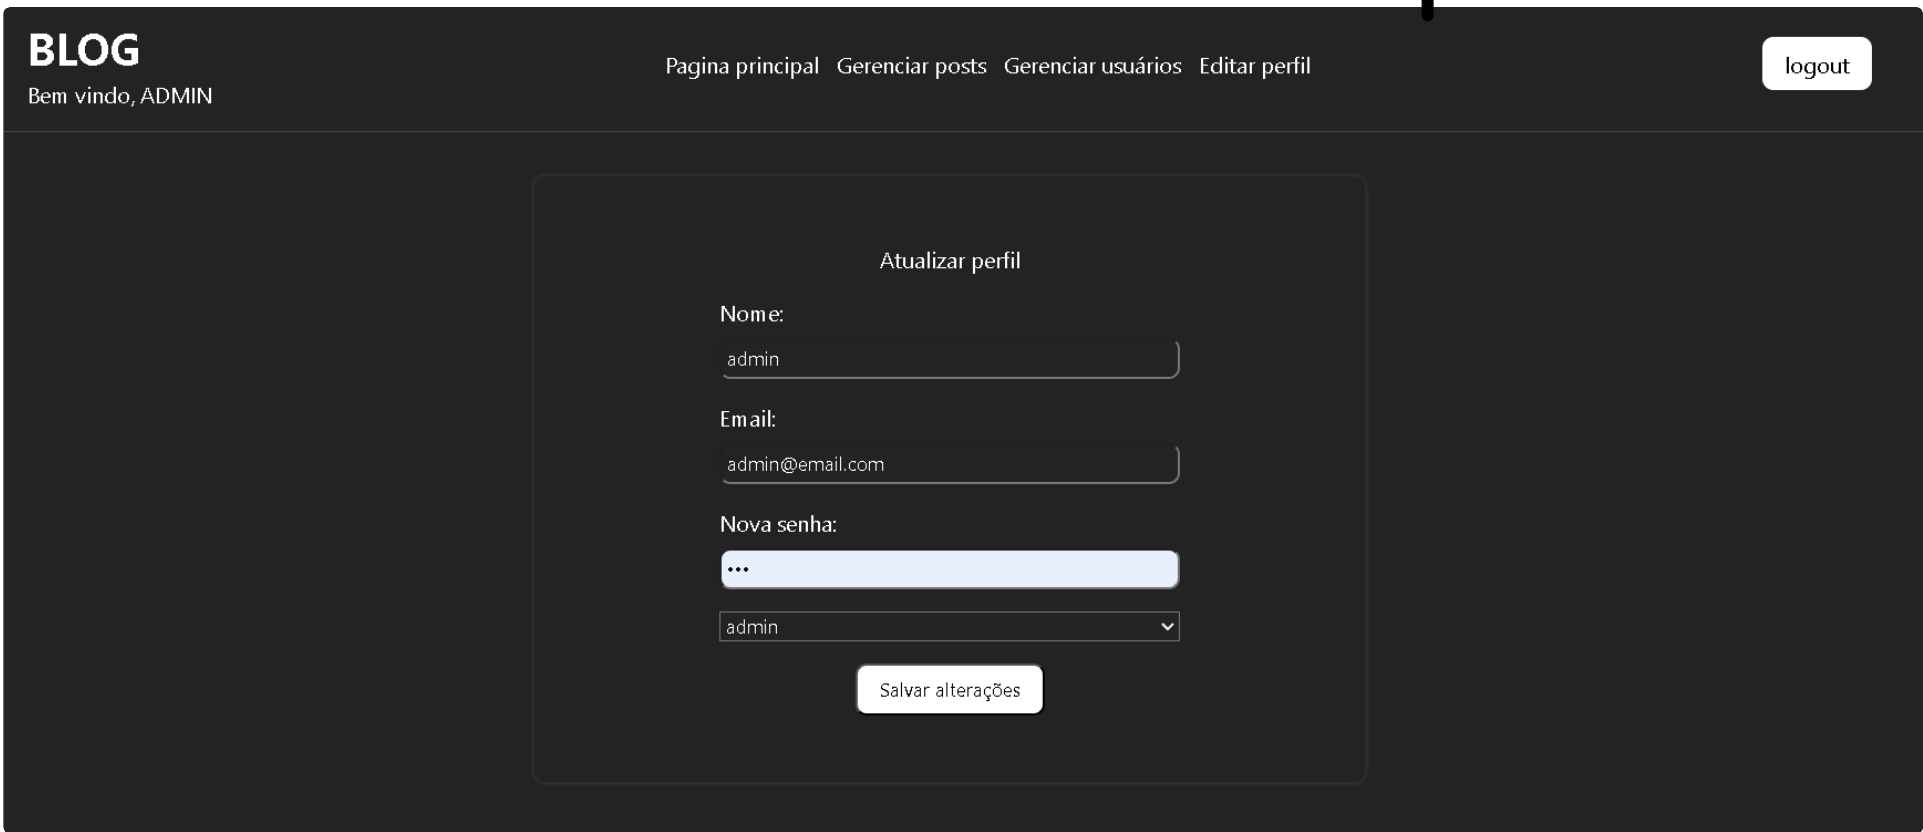 BLOG
Bem vindo, ADMIN
Pagina principal Gerenciar posts Gerenciar usuários Editar perfil
logout
Atualizar perfil
Nome:
admin
Email:
admin@email.com
Nova senha:
•••
admin
Salvar alterações